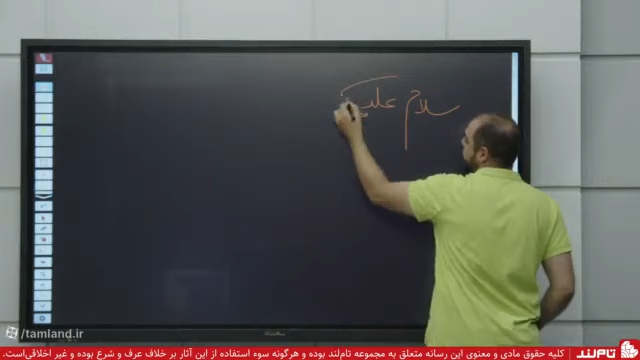 سلام علیک
/tamland.ir
تاملند | کلیه حقوق مادی و معنوی این رسانه متعلق به مجموعه تاملند بوده و هرگونه سوء استفاده از این آثار بر خلاف عرف و شرع بوده و غیر اخلاقی‌است.